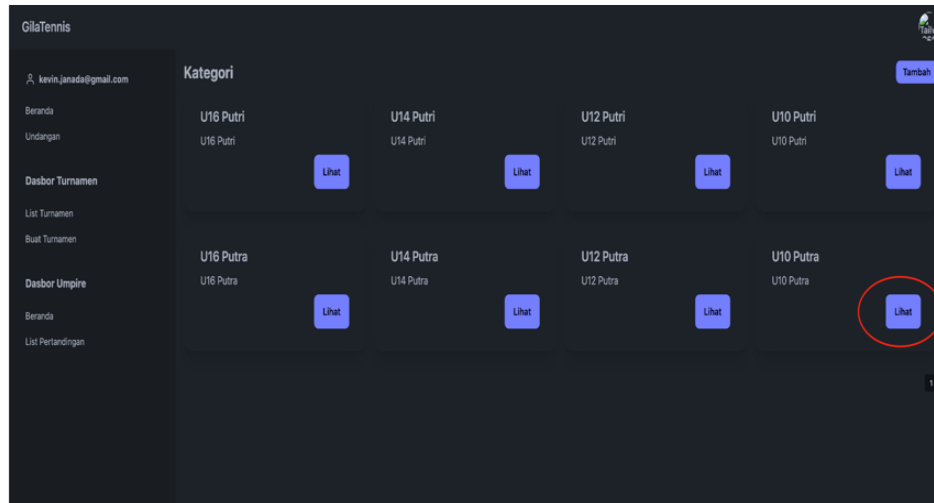 GilaTennis
kevin.janada@gmail.com
Beranda
Undangan
Dasbor Turnamen
List Turnamen
Buat Turnamen
Dasbor Umpire
Beranda
List Pertandingan
Kategori
Tambah
U16 Putri
U16 Putri
Lihat
U14 Putri
U14 Putri
Lihat
U12 Putri
U12 Putri
Lihat
U10 Putri
U10 Putri
Lihat
U16 Putra
U16 Putra
Lihat
U14 Putra
U14 Putra
Lihat
U12 Putra
U12 Putra
Lihat
U10 Putra
U10 Putra
Lihat
1